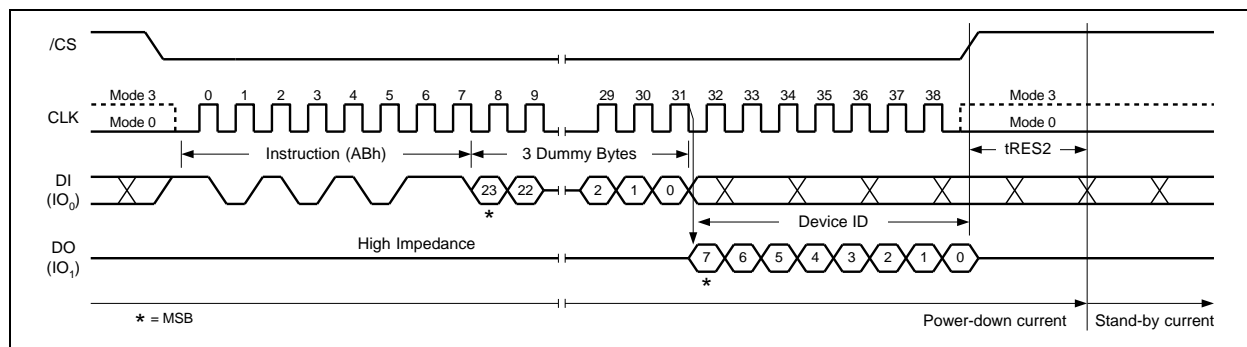 /CS
Mode 3 0 1 2 3 4 5 6 7 8 9 29 30 31 32 33 34 35 36 37 38 Mode 3
CLK
Mode 0 Mode 0
Instruction (ABh) 3 Dummy Bytes tRES2
DI
(IO0)
23 22 2 1 0
*
Device ID
High Impedance
DO
(IO1)
7 6 5 4 3 2 1 0
*
* = MSB
Power-down current Stand-by current